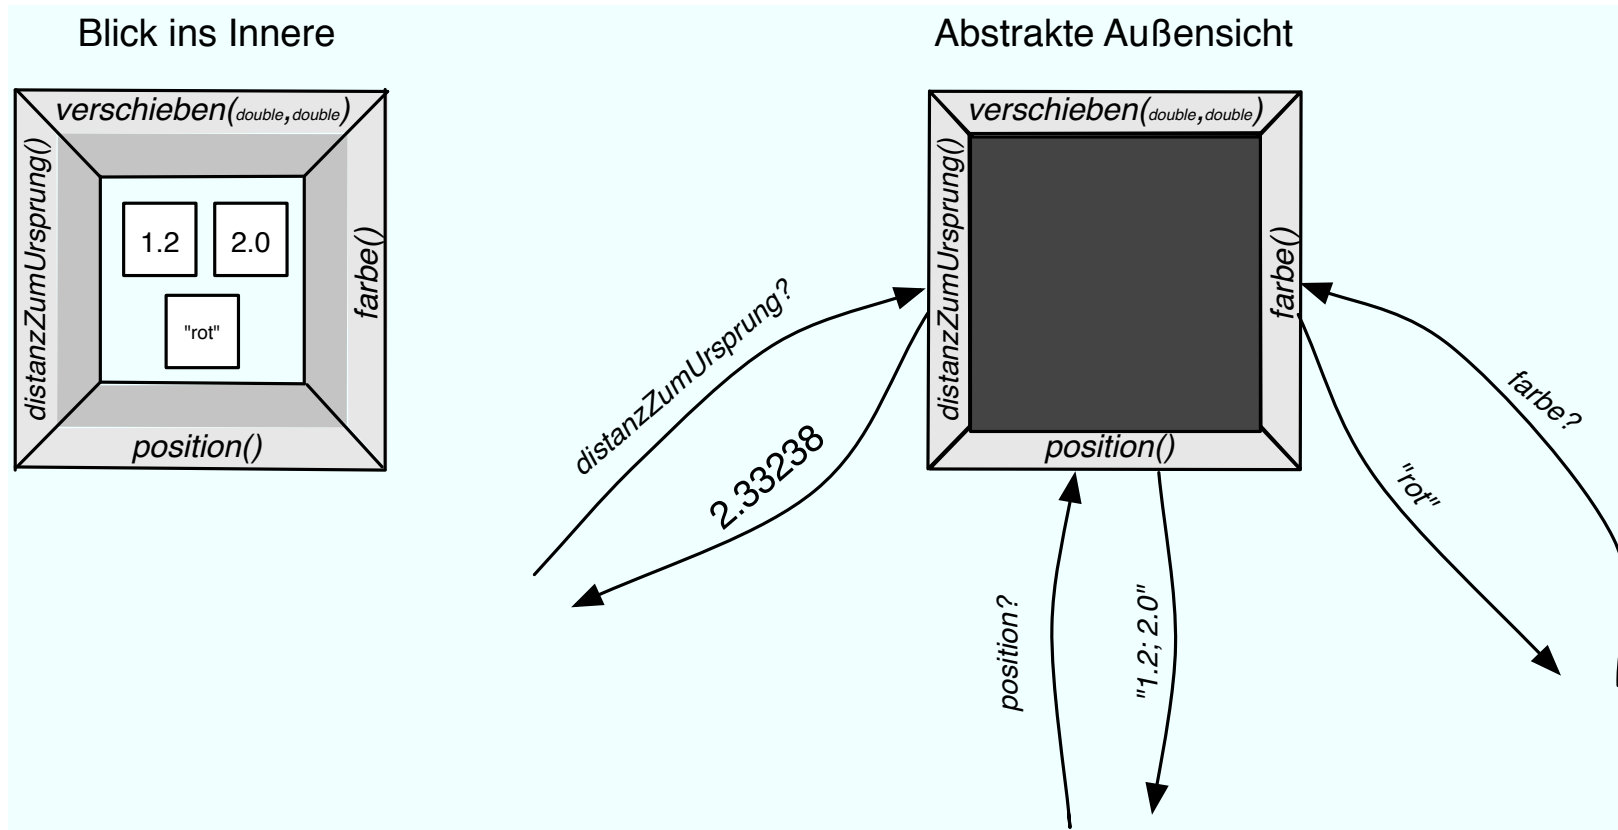 Blick ins Innere
verschieben(double,double)
distanzZumUrsprung()
1.2
2.0
"rot"
farbe()
position()
Abstrakte Außensicht
verschieben(double,double)
distanzZumUrsprung()
farbe()
position()
distanzZumUrsprung?
2.33238
position?
"1.2; 2.0"
farbe?
"rot"